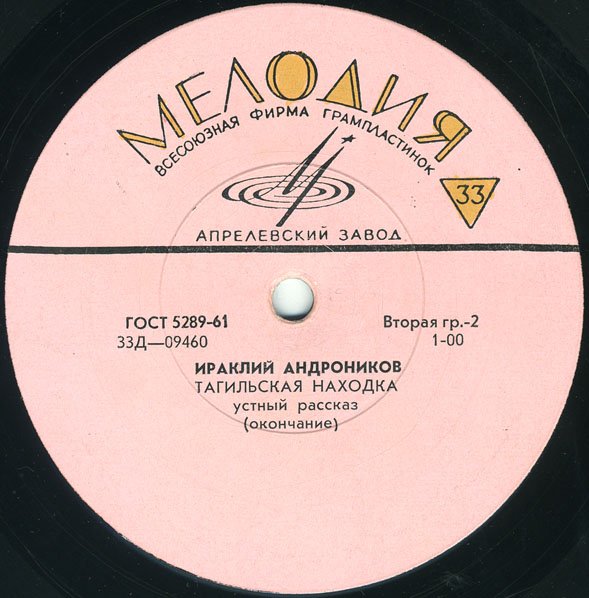 МЕЛОДИЯ
ВСЕСОЮЗНАЯ ФИРМА ГРАМПЛАСТИНОК
33
АПРЕЛЕВСКИЙ ЗАВОД
ГОСТ 5289-61
33Д—09460
Вторая гр.-2
1-00
ИРАКЛИЙ АНДРОНИКОВ
ТАГИЛЬСКАЯ НАХОДКА
устный рассказ
(окончание)